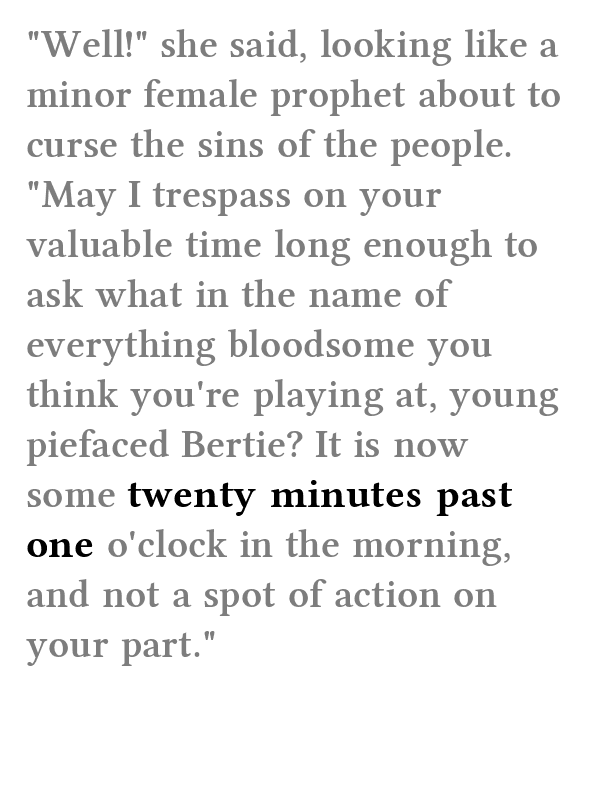 "Well!" she said, looking like a
minor female prophet about to
curse the sins of the people.
"May I trespass on your
valuable time long enough to
ask what in the name of
everything bloodsome you
think you're playing at, young
piefaced Bertie? It is now
some twenty minutes past
one o'clock in the morning,
and not a spot of action on
your part."